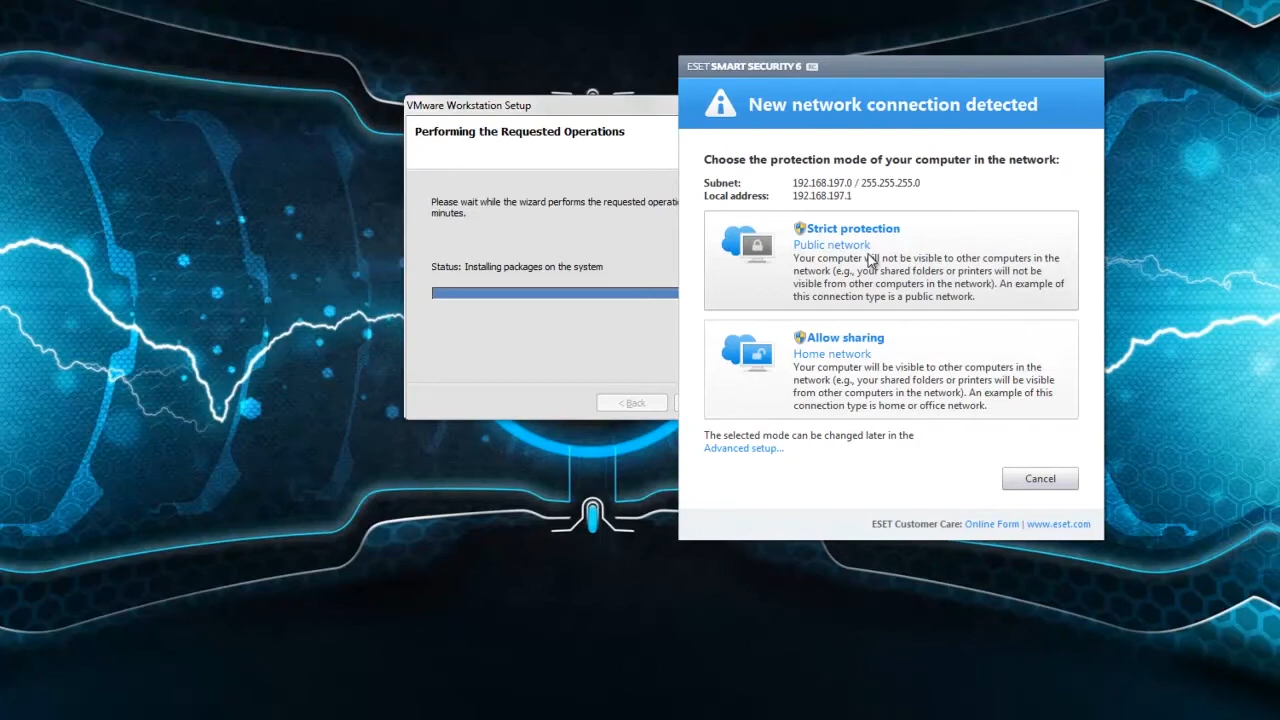 VMware Workstation Setup
Performing the Requested Operations
Please wait while the wizard performs the requested
minutes.
Status: Installing packages on the system
< Back
ESET SMART SECURITY 6 RC
New network connection detected
Choose the protection mode of your computer in the network:
Subnet: 192.168.197.0 / 255.255.255.0
Local address: 192.168.197.1
Strict protection
Public network
Your computer will not be visible to other computers in the
network (e.g., your shared folders or printers will not be
visible from other computers in the network). An example of
this connection type is a public network.
Allow sharing
Home network
Your computer will be visible to other computers in the
network (e.g., your shared folders or printers will be visible
from other computers in the network). An example of this
connection type is home or office network.
The selected mode can be changed later in the
Advanced setup...
Cancel
ESET Customer Care: Online Form | www.eset.com